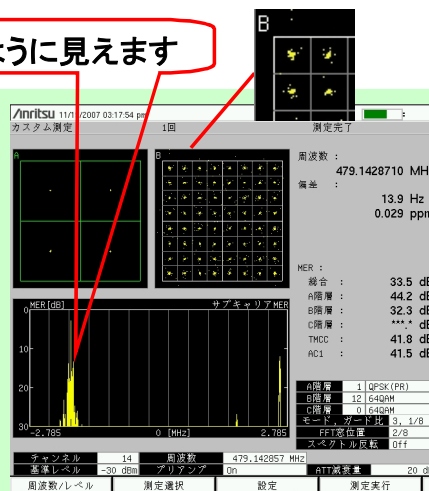 ように見えます
B
Anritsu 11/1 /2007 03:17:54 pm
カスタム測定 1回 測定完了
A
B
周波数 :
479.1428710 MH
偏差 :
13.9 Hz
0.029 ppm
MER :
総合 : 33.5 dB
A階層 : 44.2 dB
B階層 : 32.3 dB
C階層 : ***.* dB
TMCC : 41.8 dB
AC1 : 41.5 dB
MER[dB] サブキャリアMER
0
10
20
30
-2.785 0 [MHz] 2.785
A階層 1 QPSK(PR)
B階層 12 64QAM
C階層 0 64QAM
モード, ガード比 3, 1/8
FFT窓位置 2/8
スペクトル反転 Off
チャンネル 14 周波数 479.142857 MHz
基準レベル -30 dBm プリアンプ On ATT減衰量 20 d
周波数/レベル 測定選択 設定 測定実行